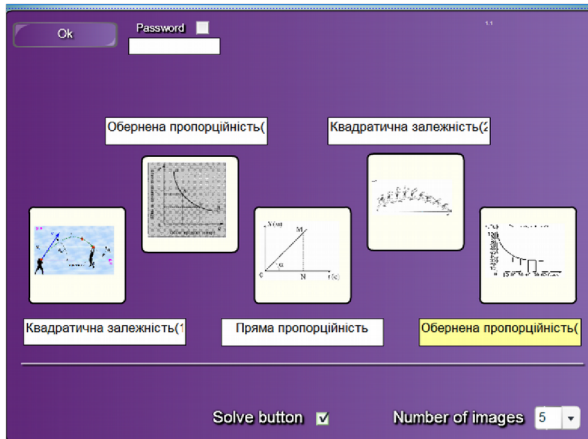 Ok
Password
Обернена пропорційність(
Квадратична залежність(2
X (м)
M
α
0
N
t (c)
Квадратична залежність(1
Пряма пропорційність
Обернена пропорційність(
Solve button
Number of images
5